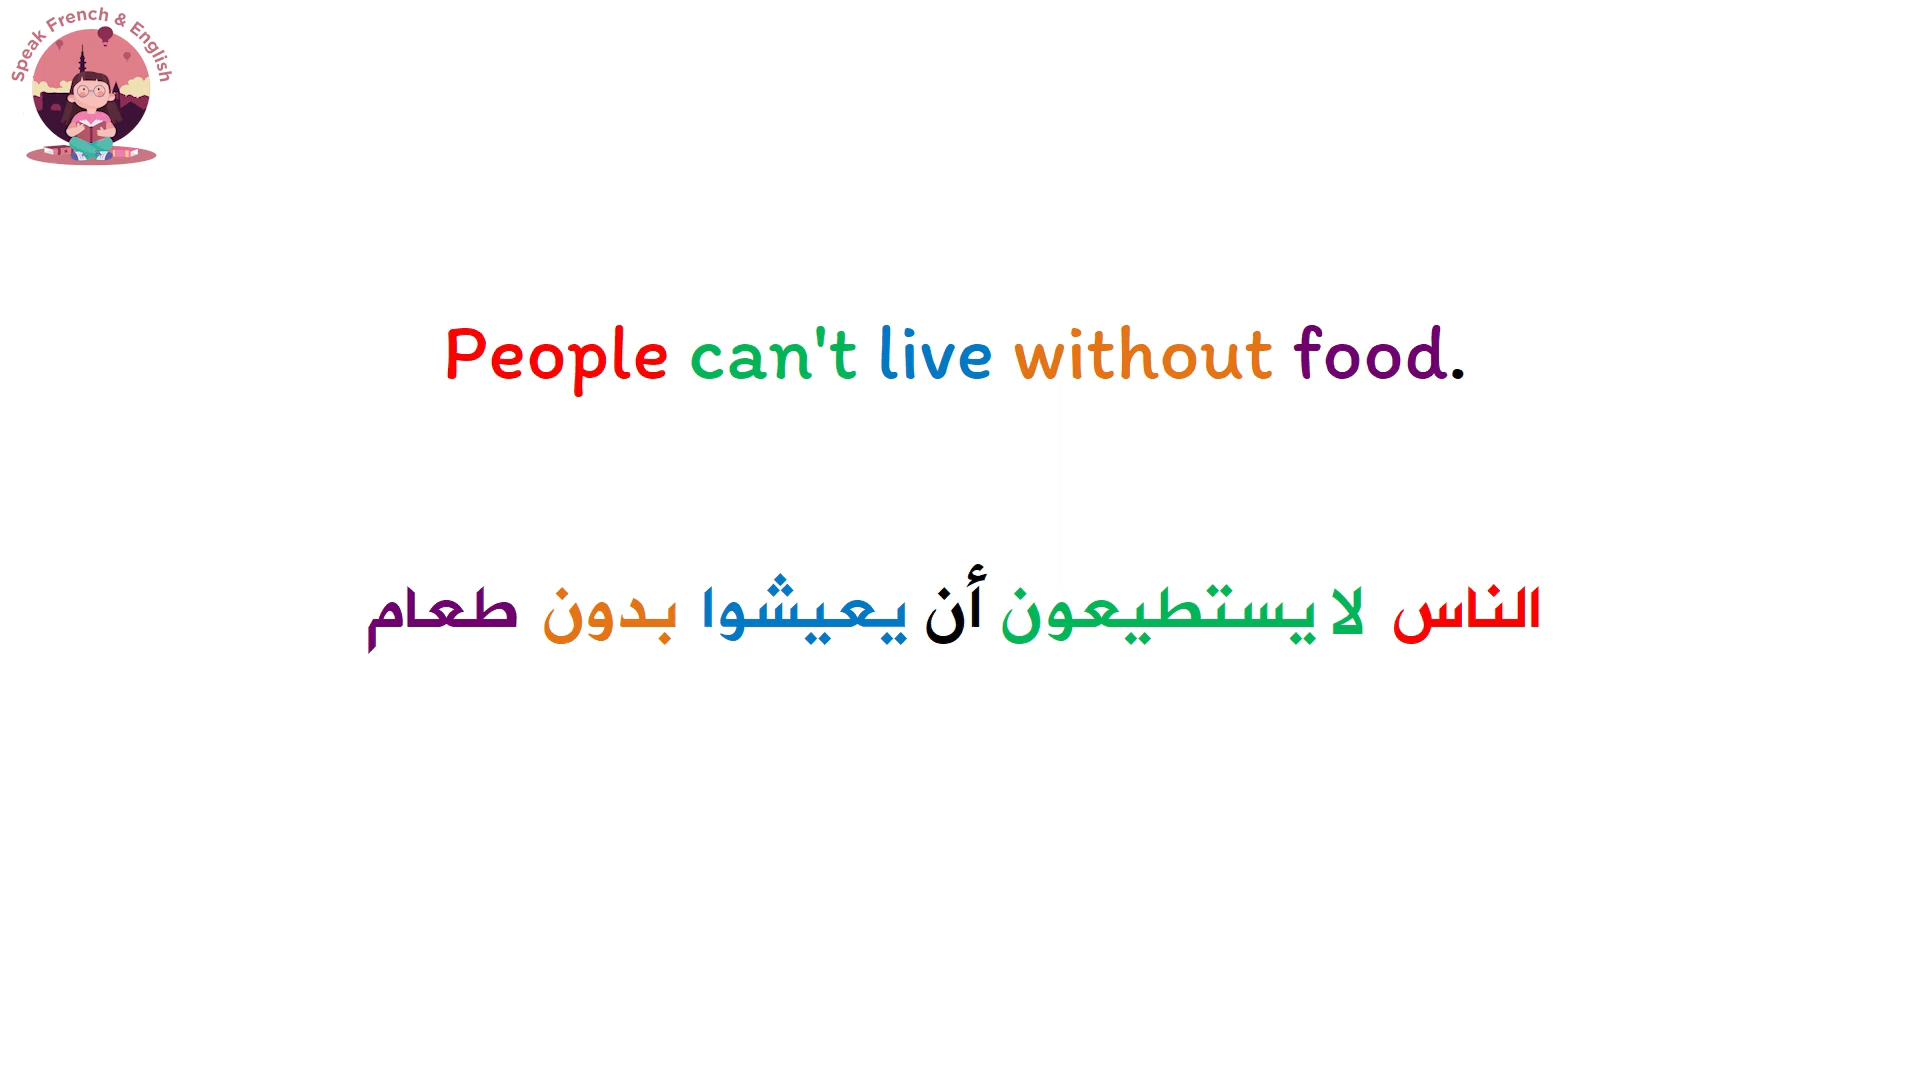 Speak French & English
People can't live without food.
الناس لا يستطيعون أن يعيشوا بدون طعام